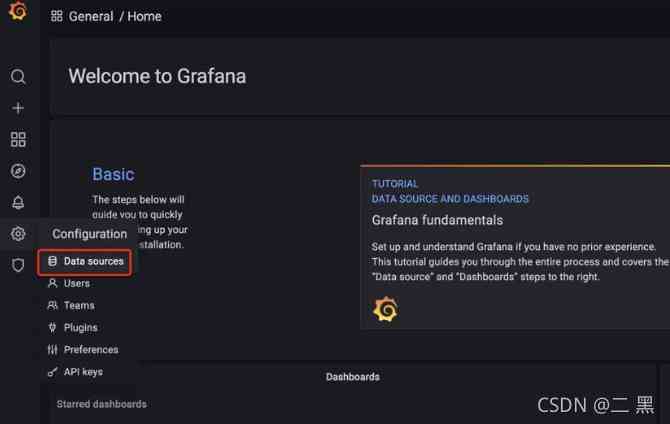 General / Home
Welcome to Grafana
Basic
The steps below will
guide you to quickly
ing up your
stallation.
TUTORIAL
DATA SOURCE AND DASHBOARDS
Grafana fundamentals
Set up and understand Grafana if you have no prior experience.
This tutorial guides you through the entire process and covers the
"Data source" and "Dashboards" steps to the right.
Configuration
Data sources
Users
Teams
Plugins
Preferences
API keys
Dashboards
Starred dashboards
CSDN @二 黑